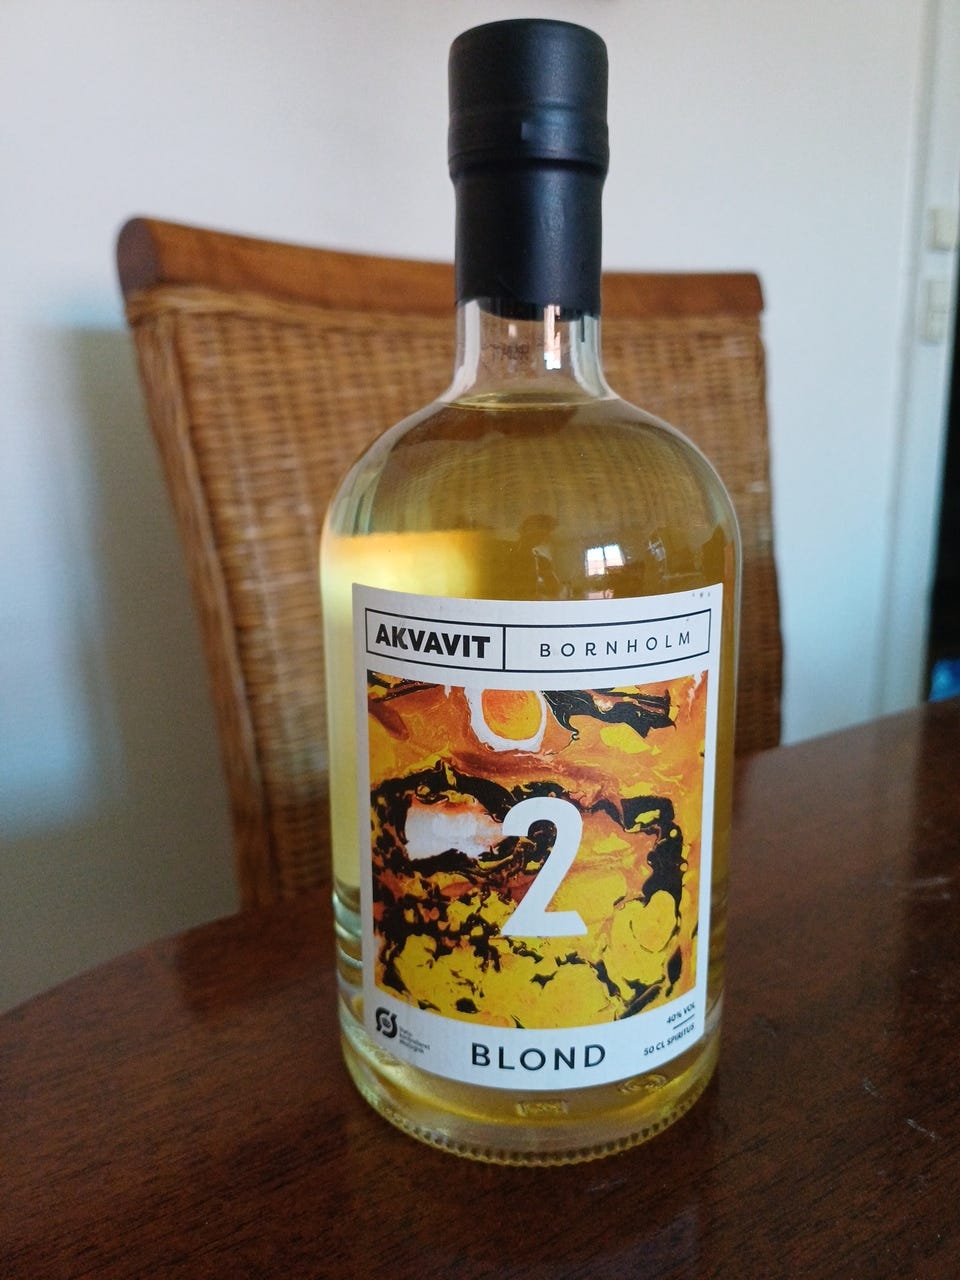 AKVAVIT
BORNHOLM
2
BLOND
40% VOL
50 CL SPIRITUS